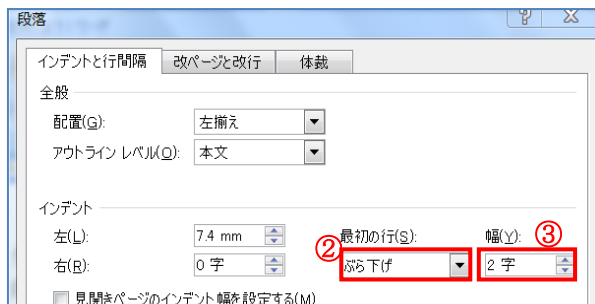 段落
インデントと行間隔 改ページと改行 体裁
全般
配置(G): 左揃え
アウトライン レベル(O): 本文
インデント
左(L): 7.4 mm ② 最初の行(S): 幅(Y): ③
右(R): 0 字 ぶら下げ 2 字
見開きページのインデント幅を設定する(M)